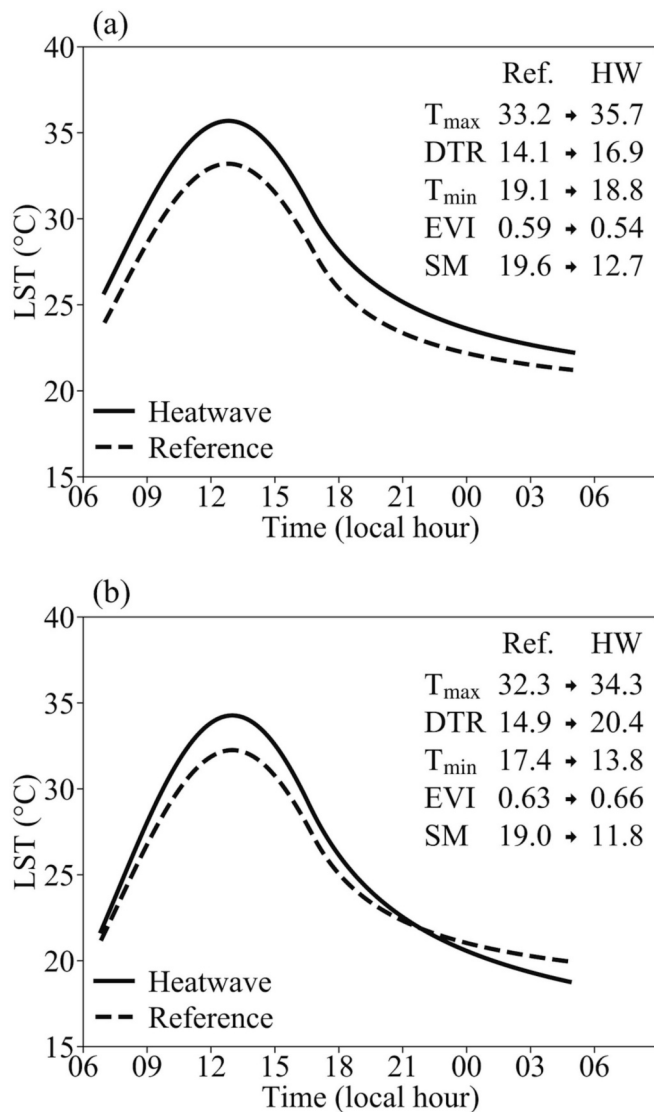 (a)
40
35
30
25
20
15
LST (°C)
Ref. HW
Tmax 33.2 → 35.7
DTR 14.1 → 16.9
Tmin 19.1 → 18.8
EVI 0.59 → 0.54
SM 19.6 → 12.7
Heatwave
Reference
06 09 12 15 18 21 00 03 06
Time (local hour)
(b)
40
35
30
25
20
15
LST (°C)
Ref. HW
Tmax 32.3 → 34.3
DTR 14.9 → 20.4
Tmin 17.4 → 13.8
EVI 0.63 → 0.66
SM 19.0 → 11.8
Heatwave
Reference
06 09 12 15 18 21 00 03 06
Time (local hour)